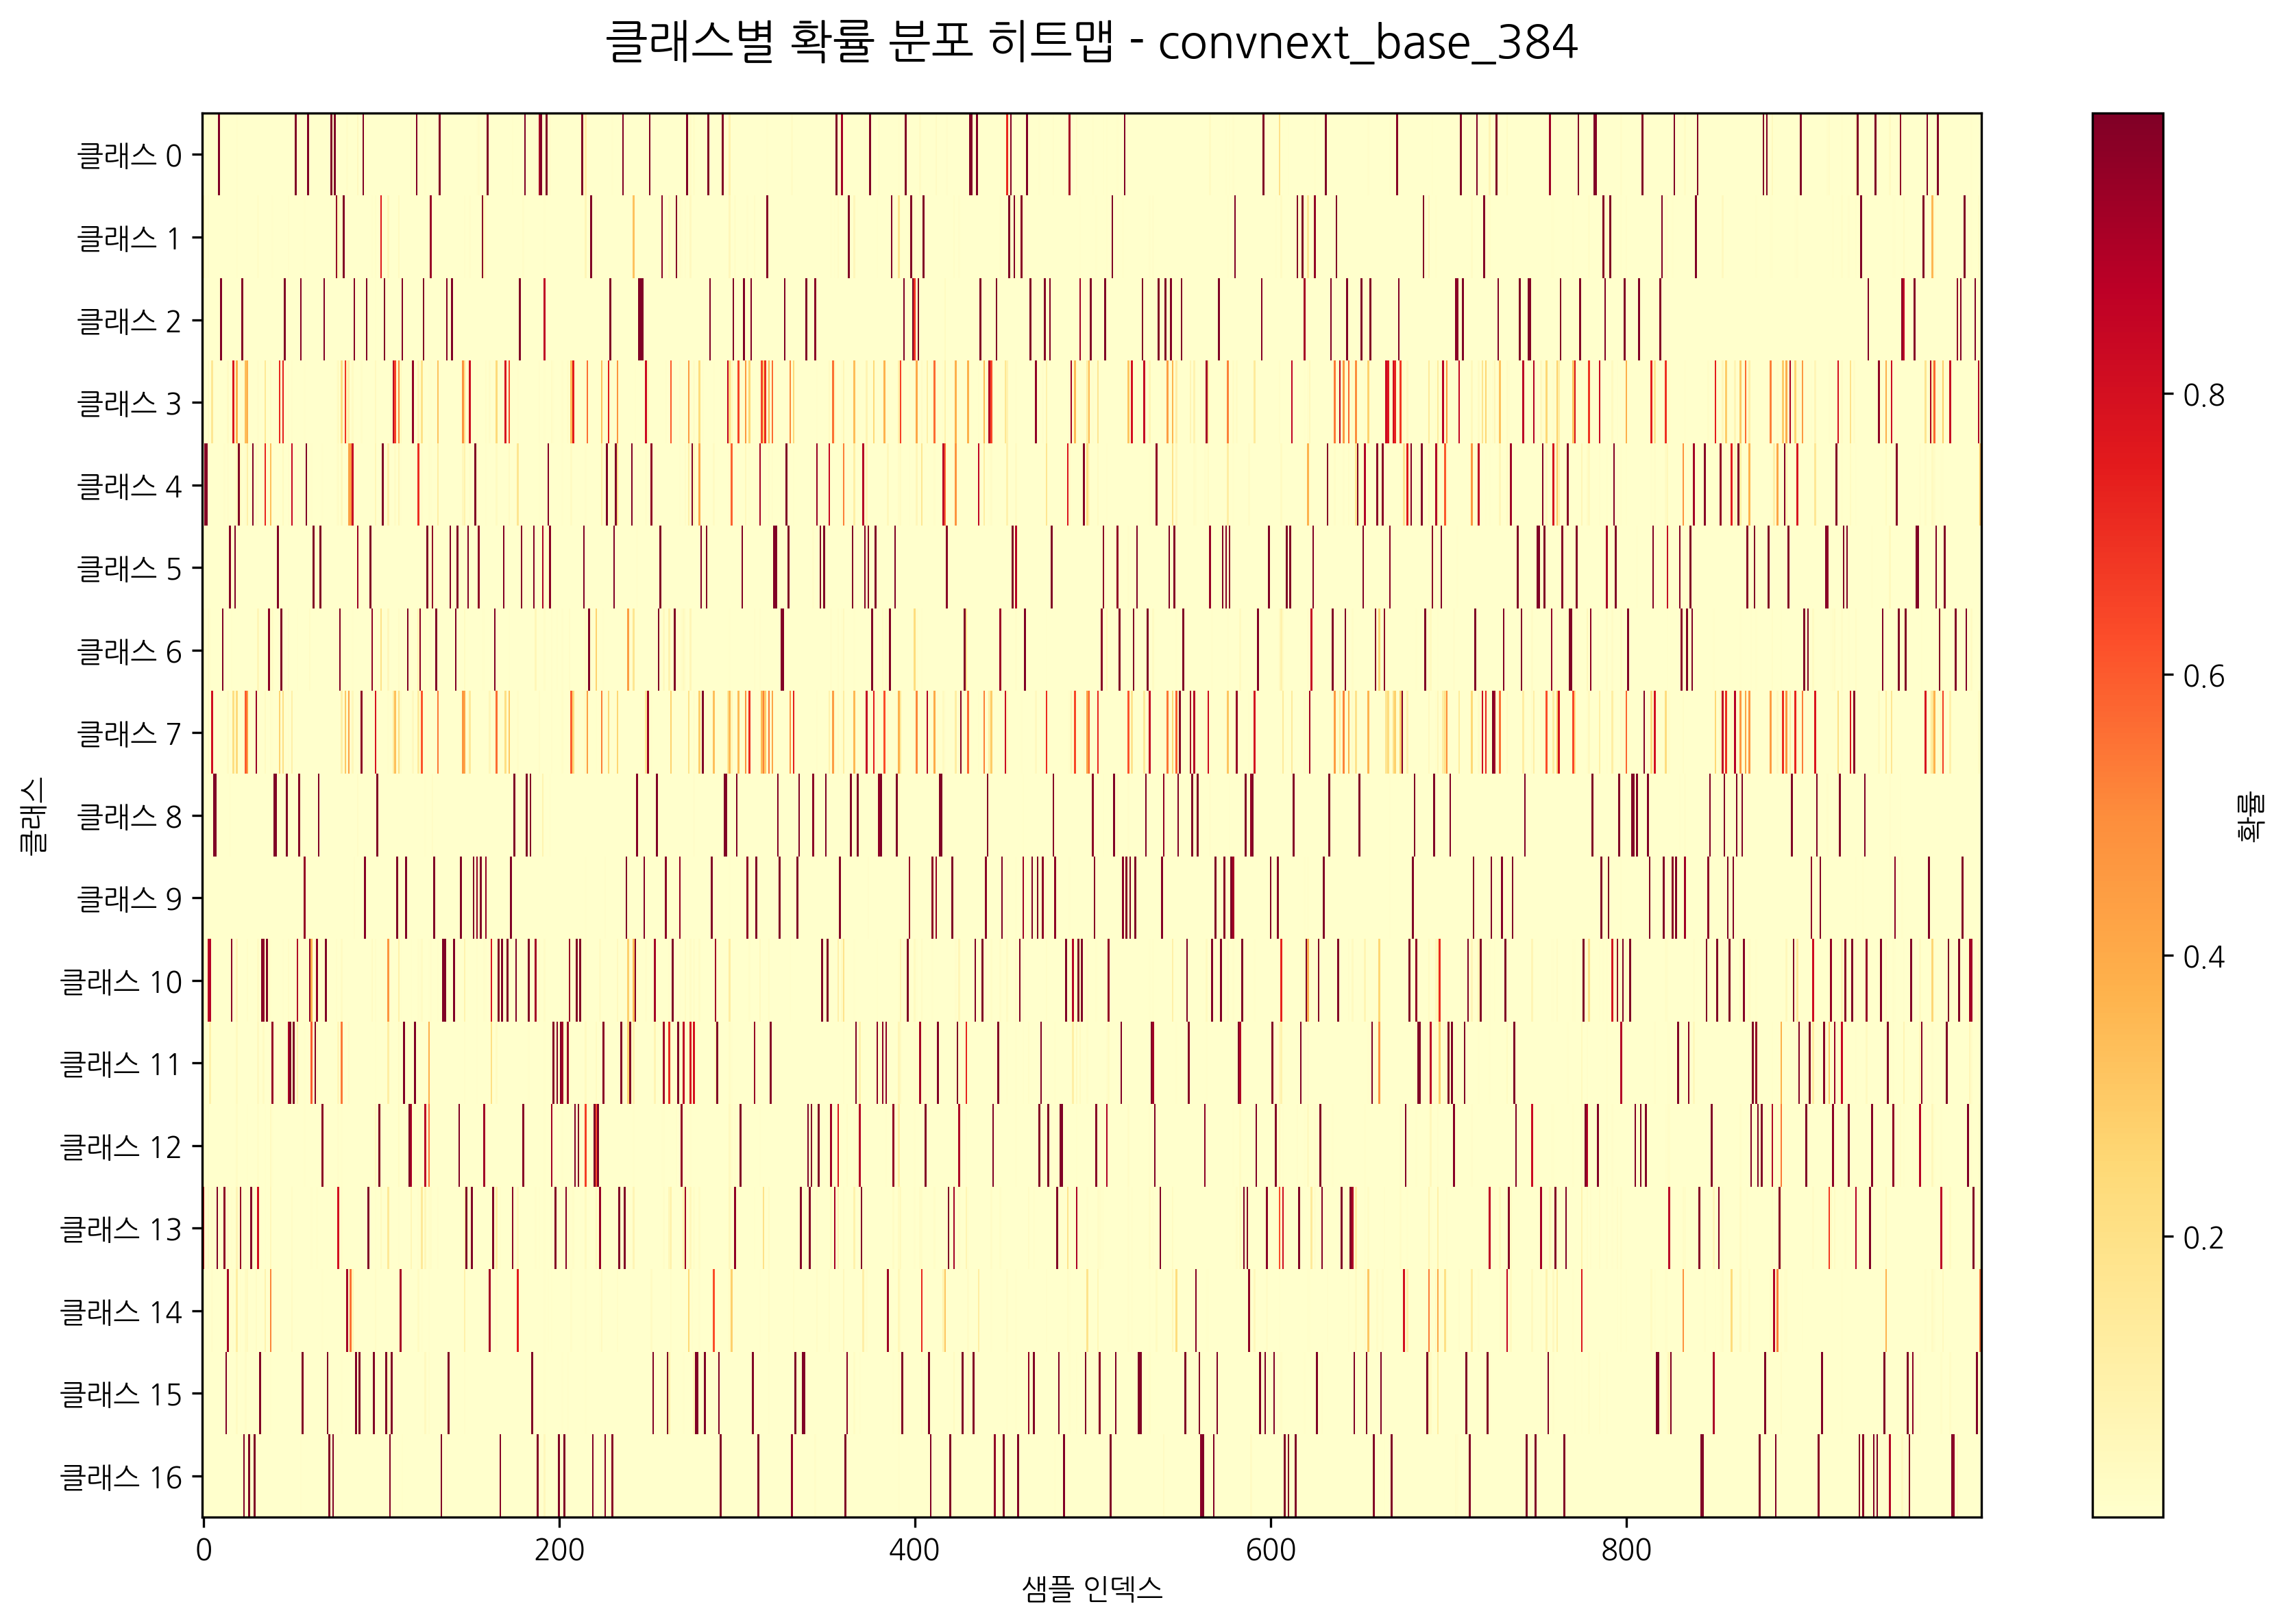 클래스별 확률 분포 히트맵 - convnext_base_384
클래스 0
클래스 1
클래스 2
클래스 3
클래스 4
클래스 5
클래스 6
클래스 7
클래스 8
클래스 9
클래스 10
클래스 11
클래스 12
클래스 13
클래스 14
클래스 15
클래스 16
클래스
0
200
400
600
800
샘플 인덱스
0.8
0.6
0.4
0.2
확률